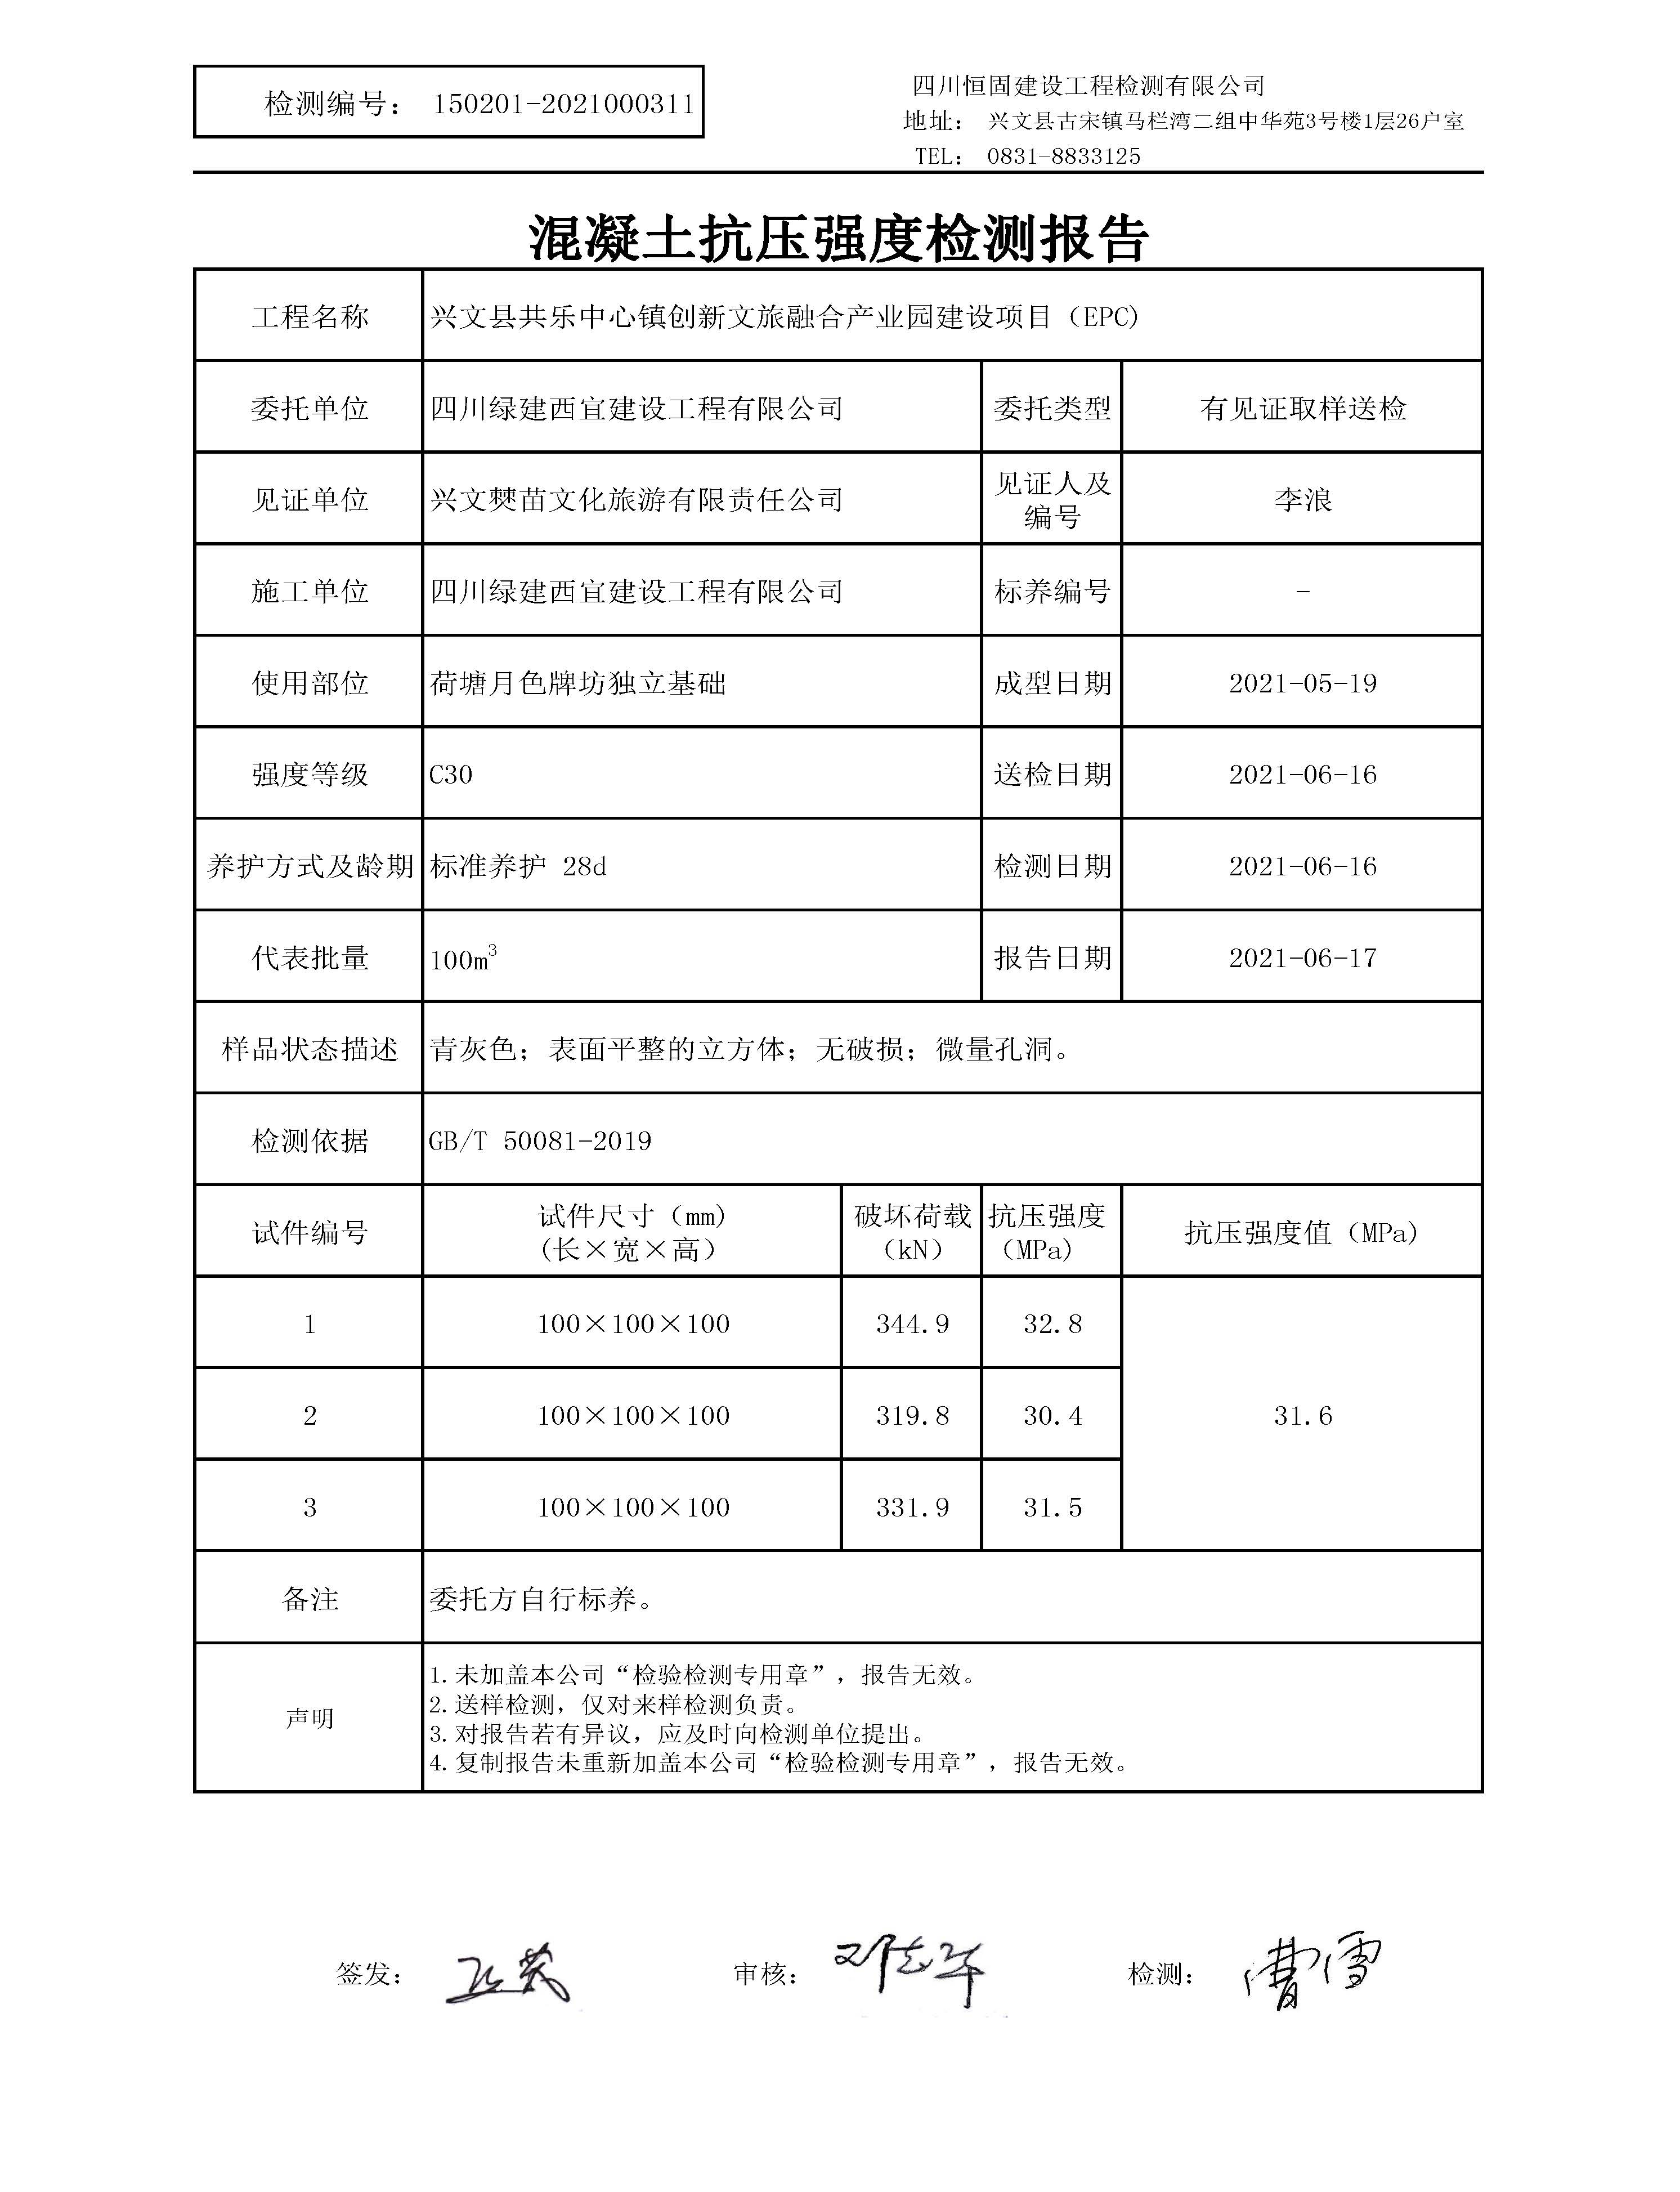 检测编号： 150201-2021000311
四川恒固建设工程检测有限公司
地址： 兴文县古宋镇马栏湾二组中华苑3号楼1层26户室
TEL： 0831-8833125
混凝土抗压强度检测报告
工程名称 兴文县共乐中心镇创新文旅融合产业园建设项目（EPC）
委托单位 四川绿建西宜建设工程有限公司 委托类型 有见证取样送检
见证单位 兴文僰苗文化旅游有限责任公司 见证人及编号 李浪
施工单位 四川绿建西宜建设工程有限公司 标养编号 -
使用部位 荷塘月色牌坊独立基础 成型日期 2021-05-19
强度等级 C30 送检日期 2021-06-16
养护方式及龄期 标准养护 28d 检测日期 2021-06-16
代表批量 100m³ 报告日期 2021-06-17
样品状态描述 青灰色；表面平整的立方体；无破损；微量孔洞。
检测依据 GB/T 50081-2019
试件编号 试件尺寸（mm）（长×宽×高） 破坏荷载（kN） 抗压强度（MPa） 抗压强度值（MPa）
1 100×100×100 344.9 32.8
2 100×100×100 319.8 30.4 31.6
3 100×100×100 331.9 31.5
备注 委托方自行标养。
声明
1.未加盖本公司“检验检测专用章”，报告无效。
2.送样检测，仅对来样检测负责。
3.对报告若有异议，应及时向检测单位提出。
4.复制报告未重新加盖本公司“检验检测专用章”，报告无效。
签发： 审核： 检测： 曹雪